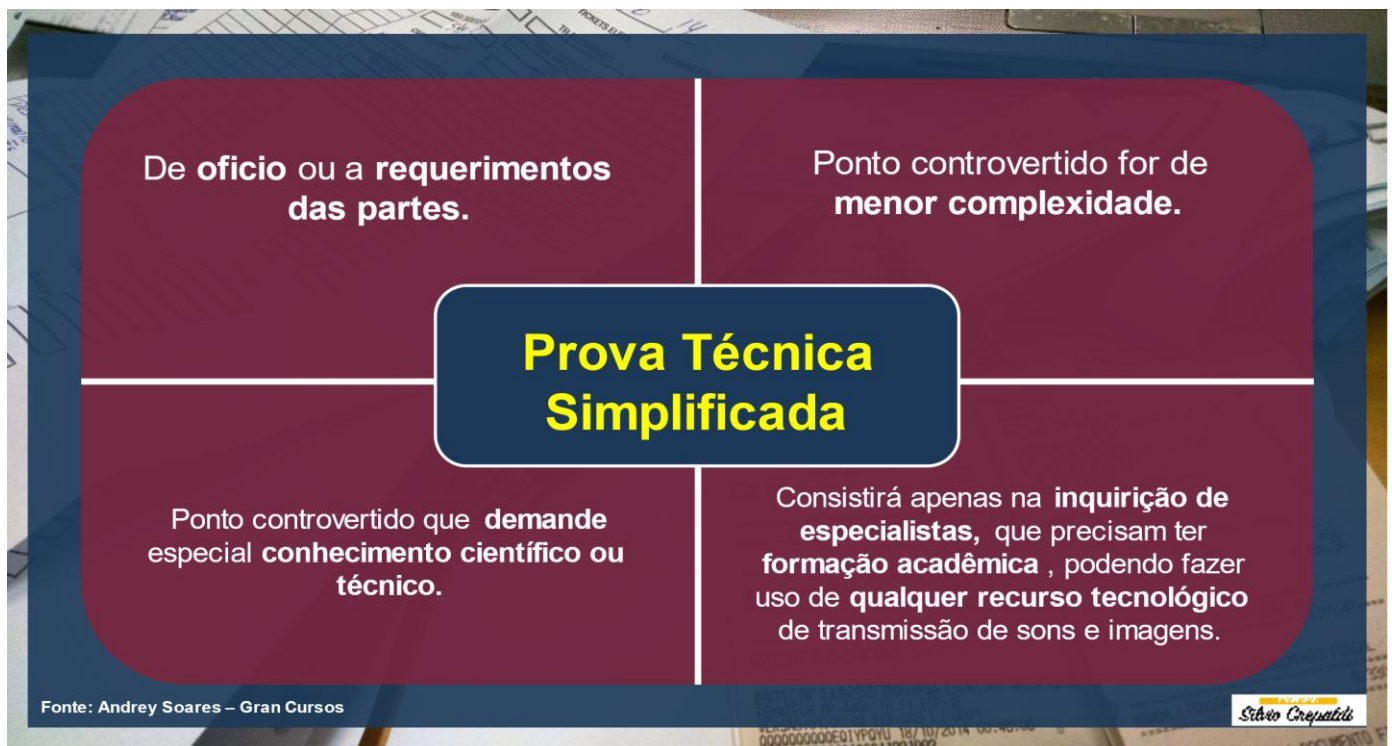 De oficio ou a requerimentos
das partes.
Ponto controvertido for de
menor complexidade.
Prova Técnica
Simplificada
Ponto controvertido que demande
especial conhecimento científico ou
técnico.
Consistirá apenas na inquirição de
especialistas, que precisam ter
formação acadêmica , podendo fazer
uso de qualquer recurso tecnológico
de transmissão de sons e imagens.
Fonte: Andrey Soares – Gran Cursos
Silvio Crepaldi